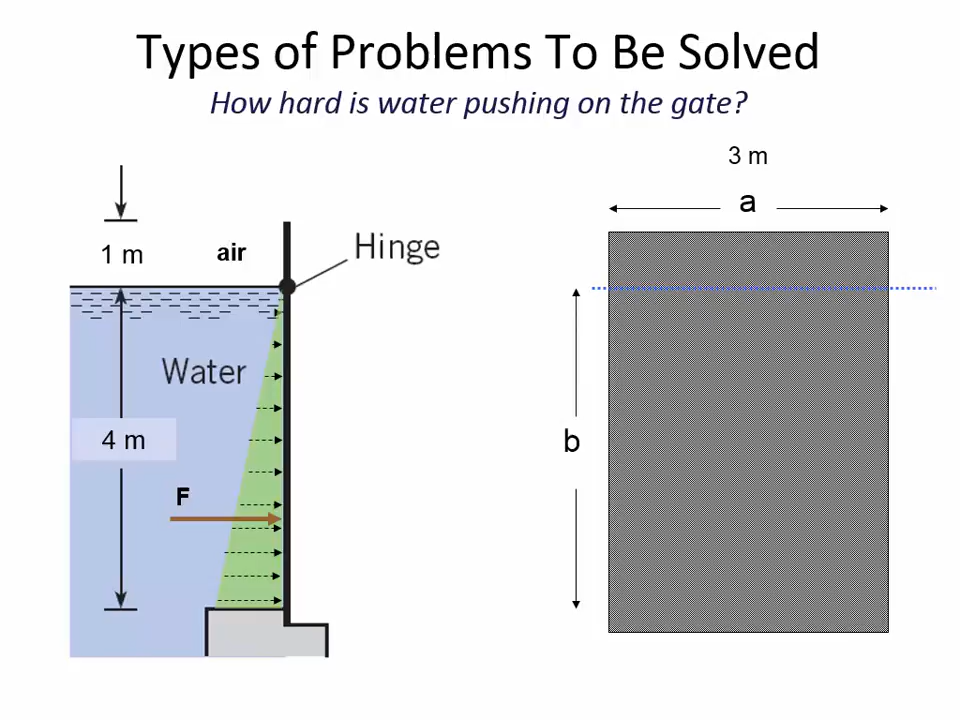 Types of Problems To Be Solved
How hard is water pushing on the gate?
3 m
a
1 m
air
Hinge
Water
4 m
b
F